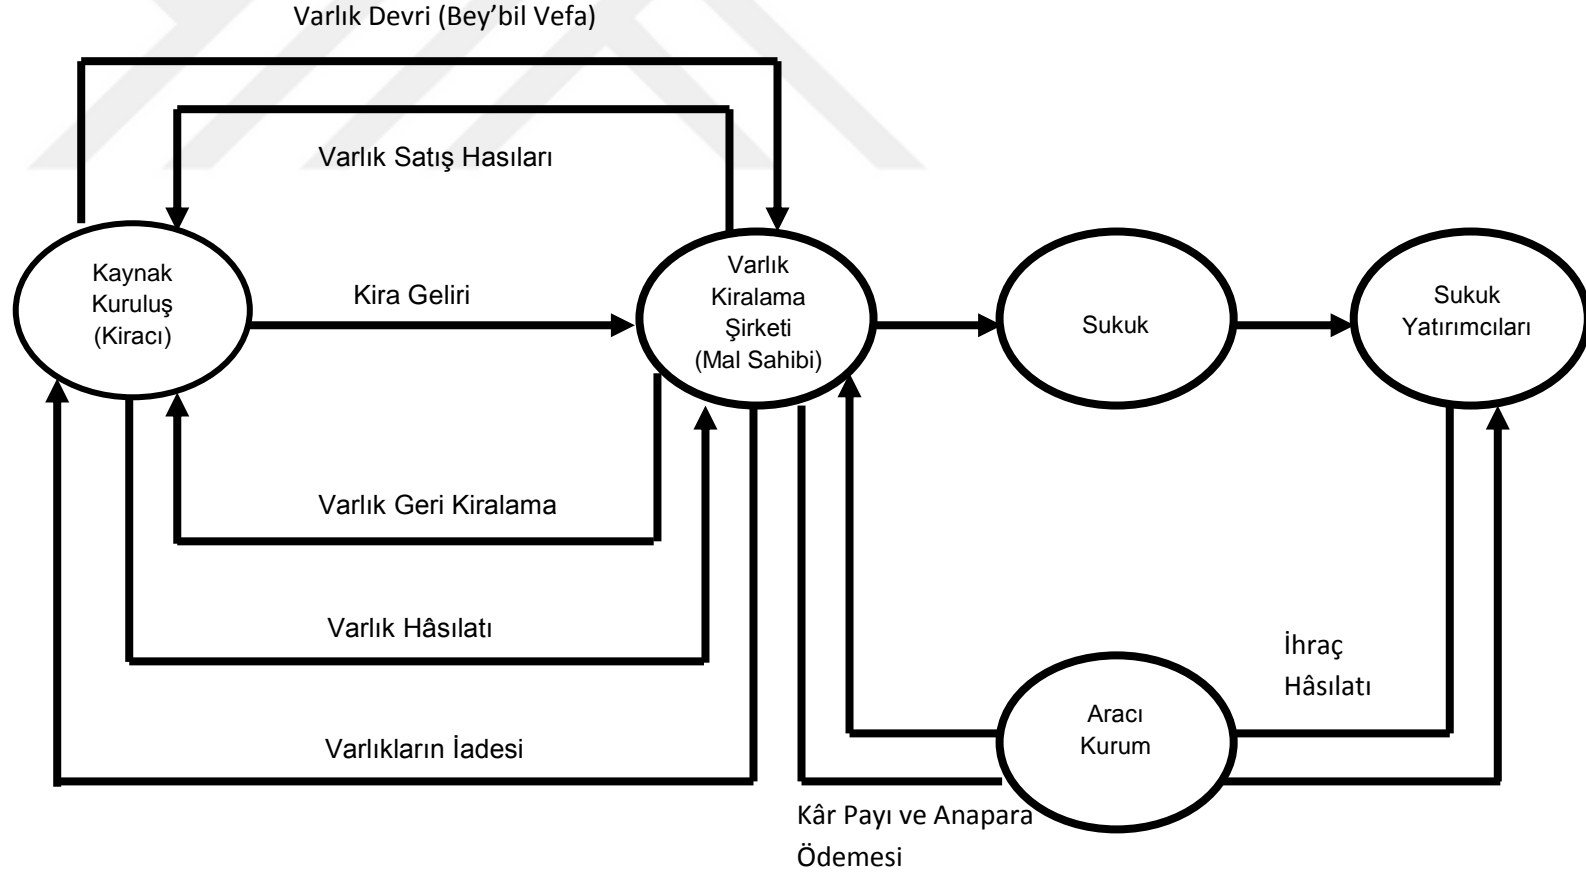 Varlık Devri (Bey’bil Vefa)
Varlık Satış Hasıları
Kaynak
Kuruluş
(Kiracı)
Kira Geliri
Varlık
Kiralama
Şirketi
(Mal Sahibi)
Sukuk
Sukuk
Yatırımcıları
Varlık Geri Kiralama
Varlık Hâsılatı
Varlıkların İadesi
İhraç
Hâsılatı
Aracı
Kurum
Kâr Payı ve Anapara
Ödemesi